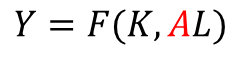 Y = F(K, AL)